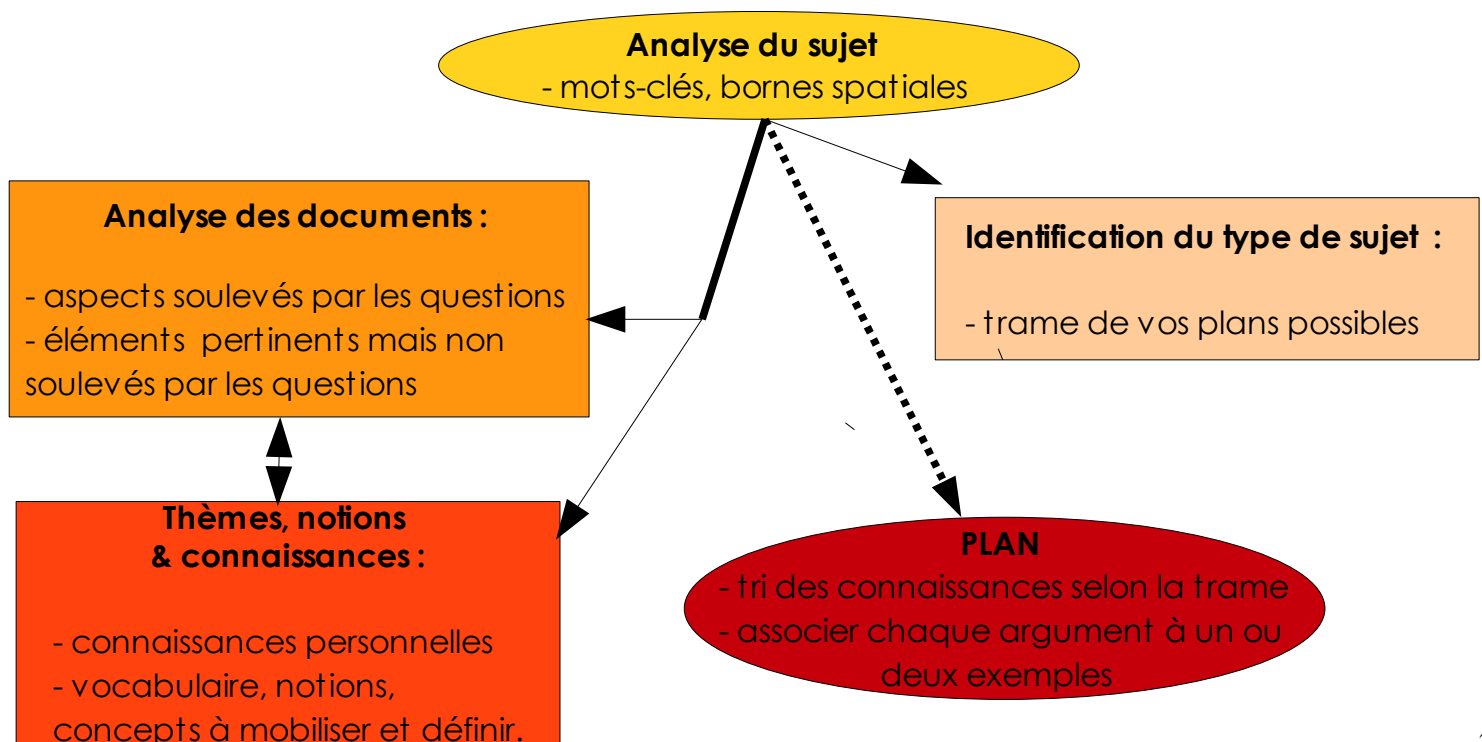 Analyse du sujet
- mots-clés, bornes spatiales
Analyse des documents :
- aspects soulevés par les questions
- éléments pertinents mais non
soulevés par les questions
Identification du type de sujet :
- trame de vos plans possibles
Thèmes, notions
& connaissances :
- connaissances personnelles
- vocabulaire, notions,
concepts à mobiliser et définir.
PLAN
- tri des connaissances selon la trame
- associer chaque argument à un ou
deux exemples